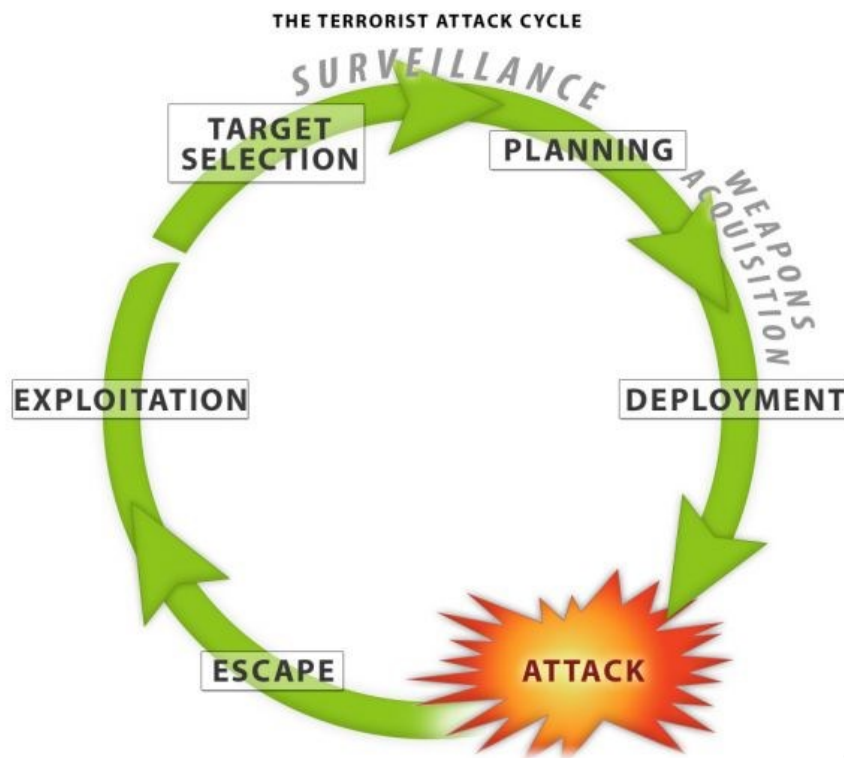 THE TERRORIST ATTACK CYCLE
SURVEILLANCE
TARGET
SELECTION
PLANNING
WEAPONS
ACQUISITION
DEPLOYMENT
ATTACK
ESCAPE
EXPLOITATION